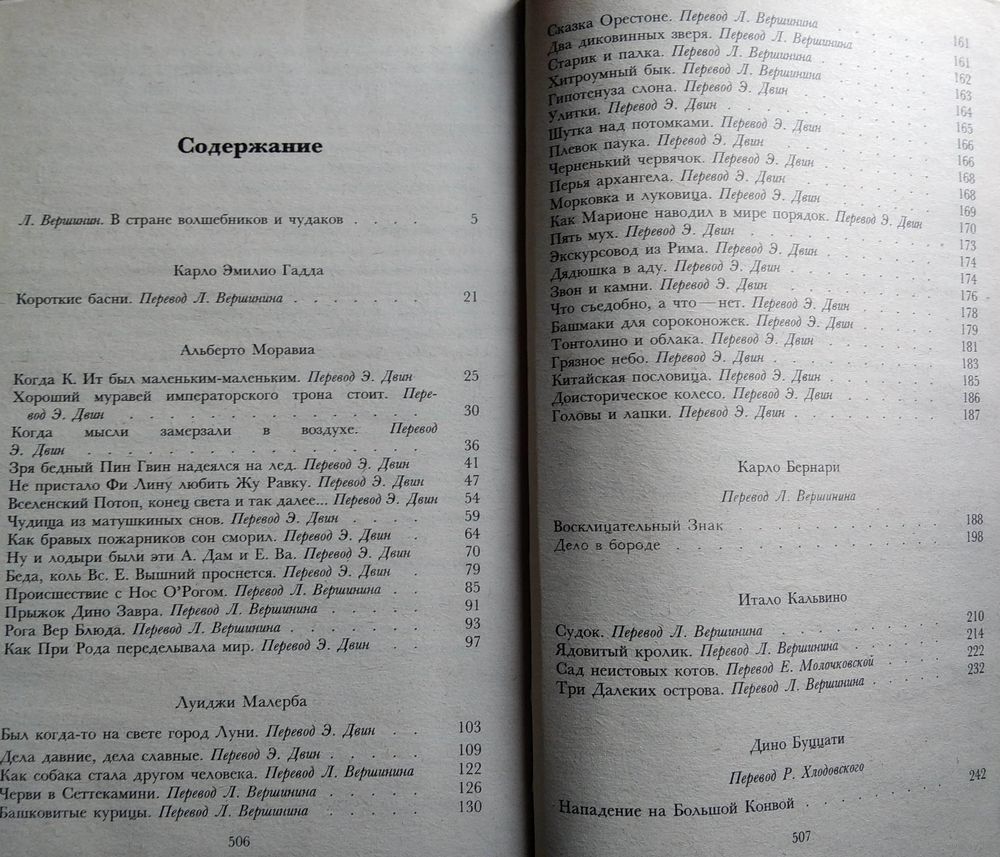 Содержание
Л. Вершинин. В стране волшебников и чудаков . . . . 5
Карло Эмилио Гадда
Короткие басни. Перевод Л. Вершинина . . . . . . . 21
Альберто Моравиа
Когда К. Ит был маленьким-маленьким. Перевод Э. Двин 25
Хороший муравей императорского трона стоит. Пере-
вод Э. Двин . . . . . . . . . . . . . . . 30
Когда мысли замерзали в воздухе. Перевод
Э. Двин . . . . . . . . . . . . . . . . 36
Зря бедный Пин Гвин надеялся на лед. Перевод Э. Двин 41
Не пристало Фи Лину любить Жу Равку. Перевод Э. Двин 47
Вселенский Потоп, конец света и так далее... Перевод Э. Двин 54
Чудища из матушкиных снов. Перевод Э. Двин . . . . 59
Как бравых пожарников сон сморил. Перевод Э. Двин . 64
Ну и лодыри были эти А. Дам и Е. Ва. Перевод Э. Двин 70
Беда, коль Вс. Е. Вышний проснется. Перевод Э. Двин . 79
Происшествие с Нос О’Рогом. Перевод Л. Вершинина . . 85
Прыжок Дино Завра. Перевод Л. Вершинина . . . . . 91
Рога Вер Блюда. Перевод Л. Вершинина . . . . . . 93
Как При Рода переделывала мир. Перевод Э. Двин . . 97
Луиджи Малерба
Был когда-то на свете город Луни. Перевод Э. Двин . . 103
Дела давние, дела славные. Перевод Э. Двин . . . . . 109
Как собака стала другом человека. Перевод Л. Вершинина 122
Черви в Сеттекамини. Перевод Л. Вершинина . . . . . 126
Башковитые курицы. Перевод Л. Вершинина . . . . . 130
506
Сказка Орестоне. Перевод Л. Вершинина 161
Два диковинных зверя. Перевод Л. Вершинина 161
Старик и палка. Перевод Л. Вершинина 162
Хитроумный бык. Перевод Л. Вершинина 163
Гипотенуза слона. Перевод Э. Двин . . . 164
Улитки. Перевод Э. Двин . . . . . . 165
Шутка над потомками. Перевод Э. Двин . . 166
Плевок паука. Перевод Э. Двин . . . . 166
Черненький червячок. Перевод Э. Двин . . 168
Перья архангела. Перевод Э. Двин . . . 168
Морковка и луковица. Перевод Э. Двин . . 169
Как Марионе наводил в мире порядок. Перевод Э. Двин 170
Пять мух. Перевод Э. Двин . . . . . . 173
Экскурсовод из Рима. Перевод Э. Двин . . . 174
Дядюшка в аду. Перевод Э. Двин . . . . 174
Звон и камни. Перевод Э. Двин . . . . 176
Что съедобно, а что — нет. Перевод Э. Двин 178
Башмаки для сороконожек. Перевод Э. Двин 179
Тонтолино и облака. Перевод Э. Двин . . . 181
Грязное небо. Перевод Э. Двин . . . . 183
Китайская пословица. Перевод Э. Двин . . . 185
Доисторическое колесо. Перевод Э. Двин . . 186
Головы и лапки. Перевод Э. Двин . . . . 187
Карло Бернари
Перевод Л. Вершинина
Восклицательный Знак . . . . . . . . . 188
Дело в бороде . . . . . . . . . . . . 198
Итало Кальвино
Судок. Перевод Л. Вершинина . . . . . . 210
Ядовитый кролик. Перевод Л. Вершинина . . . 214
Сад неистовых котов. Перевод Е. Молочковской . . 222
Три Далеких острова. Перевод Л. Вершинина . . . 232
Дино Буццати
Перевод Р. Хлодовского
Нападение на Большой Конвой . . . . . . . 242
507